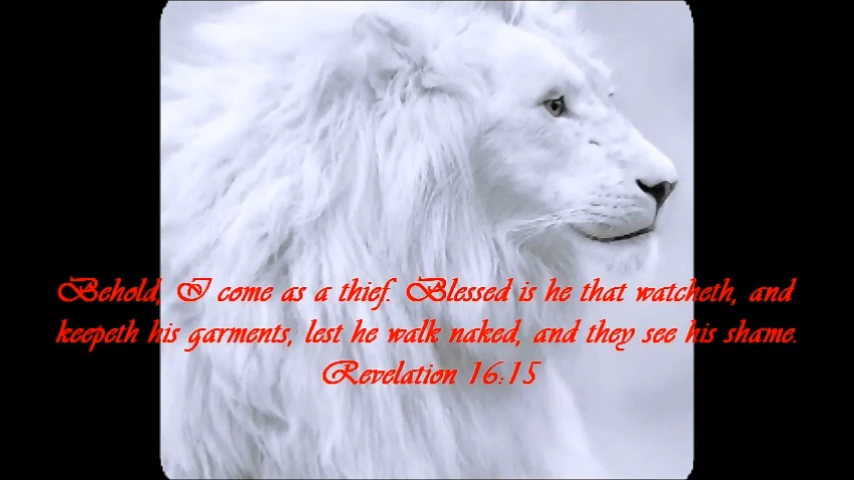 Behold, I come as a thief. Blessed is he that watcheth, and
keepeth his garments, lest he walk naked, and they see his shame.
Revelation 16:15